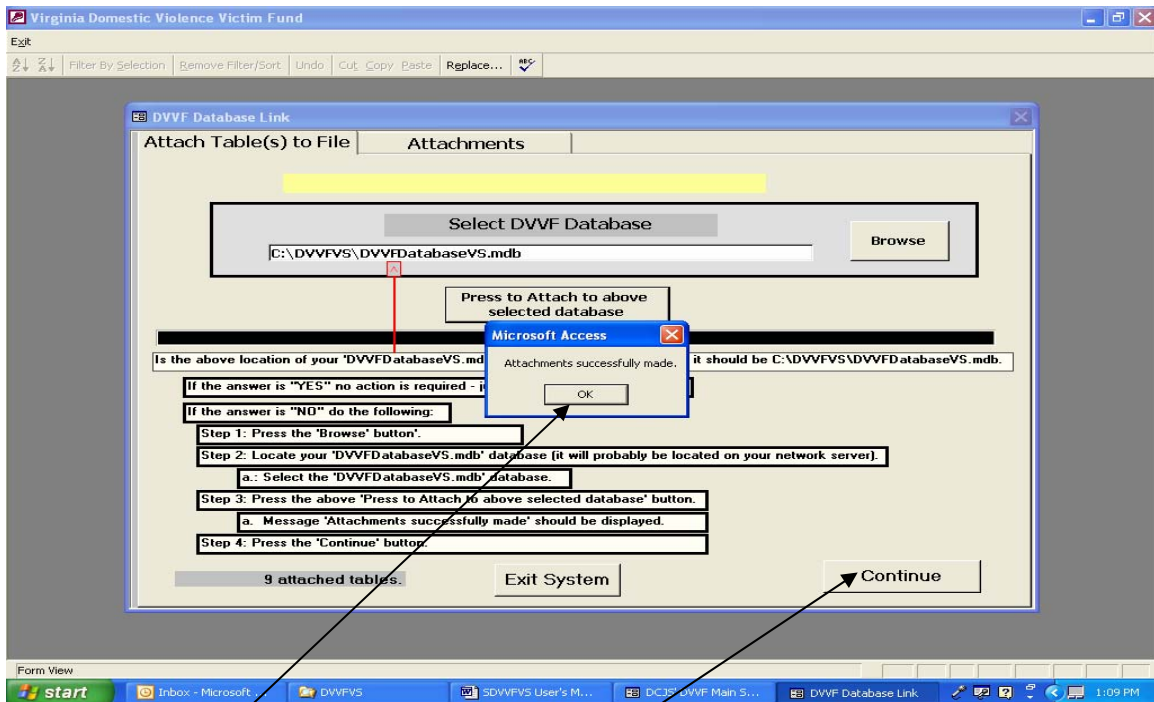 Virginia Domestic Violence Victim Fund
Exit
Filter By Selection Remove Filter/Sort Undo Cut Copy Paste Replace... ABC
DVVF Database Link
Attach Table(s) to File Attachments
Select DVVF Database
Browse
C:\DVVFVS\DVVFDatabaseVS.mdb
^
Press to Attach to above
selected database
Microsoft Access
Attachments successfully made.
OK
Is the above location of your 'DVVFDatabaseVS.md it should be C:\DVVFVS\DVVFDatabaseVS.mdb.
If the answer is "YES" no action is required -
If the answer is "NO" do the following:
Step 1: Press the 'Browse' button'.
Step 2: Locate your 'DVVFDatabaseVS.mdb' database (it will probably be located on your network server).
a.: Select the 'DVVFDatabaseVS.mdb' database.
Step 3: Press the above 'Press to Attach to above selected database' button.
a. Message 'Attachments successfully made' should be displayed.
Step 4: Press the 'Continue' button.
9 attached tables. Exit System Continue
Form View
start Inbox - Microsoft ... DVVFVS SDVVFVS User's M... DCJS' DVVF Main S... DVVF Database Link 1:09 PM